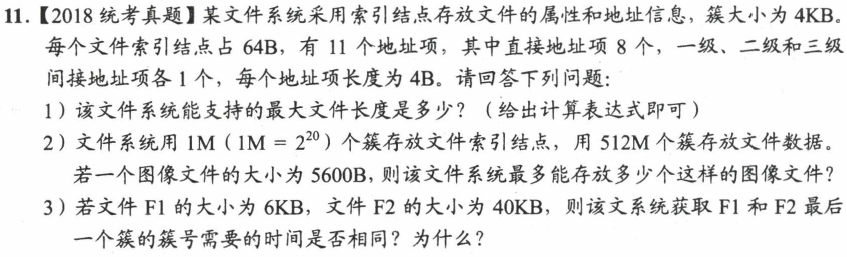 11.【2018 统考真题】某文件系统采用索引结点存放文件的属性和地址信息，簇大小为 4KB。
每个文件索引结点占 64B，有 11 个地址项，其中直接地址项 8 个，一级、二级和三级
间接地址项各 1 个，每个地址项长度为 4B。请回答下列问题：
1）该文件系统能支持的最大文件长度是多少？（给出计算表达式即可）
2）文件系统用 1M（1M = 2²⁰）个簇存放文件索引结点，用 512M 个簇存放文件数据。
若一个图像文件的大小为 5600B，则该文件系统最多能存放多少个这样的图像文件？
3）若文件 F1 的大小为 6KB，文件 F2 的大小为 40KB，则该文系统获取 F1 和 F2 最后
一个簇的簇号需要的时间是否相同？为什么？